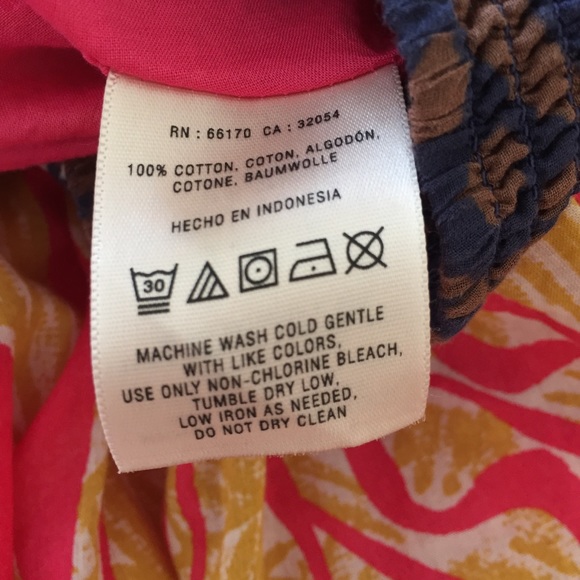 RN : 66170 CA : 32054
100% COTTON, COTON, ALGODÓN,
COTONE, BAUMWOLLE
HECHO EN INDONESIA
30
MACHINE WASH COLD GENTLE
WITH LIKE COLORS,
USE ONLY NON-CHLORINE BLEACH,
TUMBLE DRY LOW,
LOW IRON AS NEEDED,
DO NOT DRY CLEAN